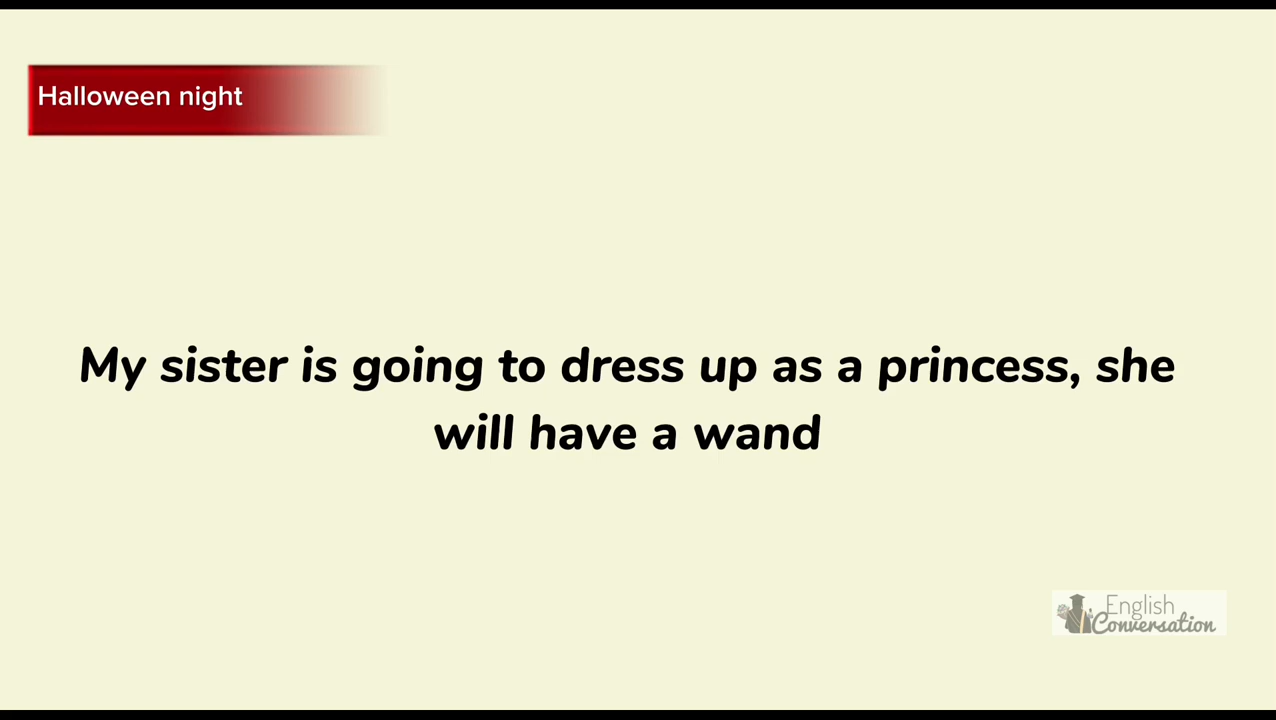 Halloween night
My sister is going to dress up as a princess, she
will have a wand
English
Conversation